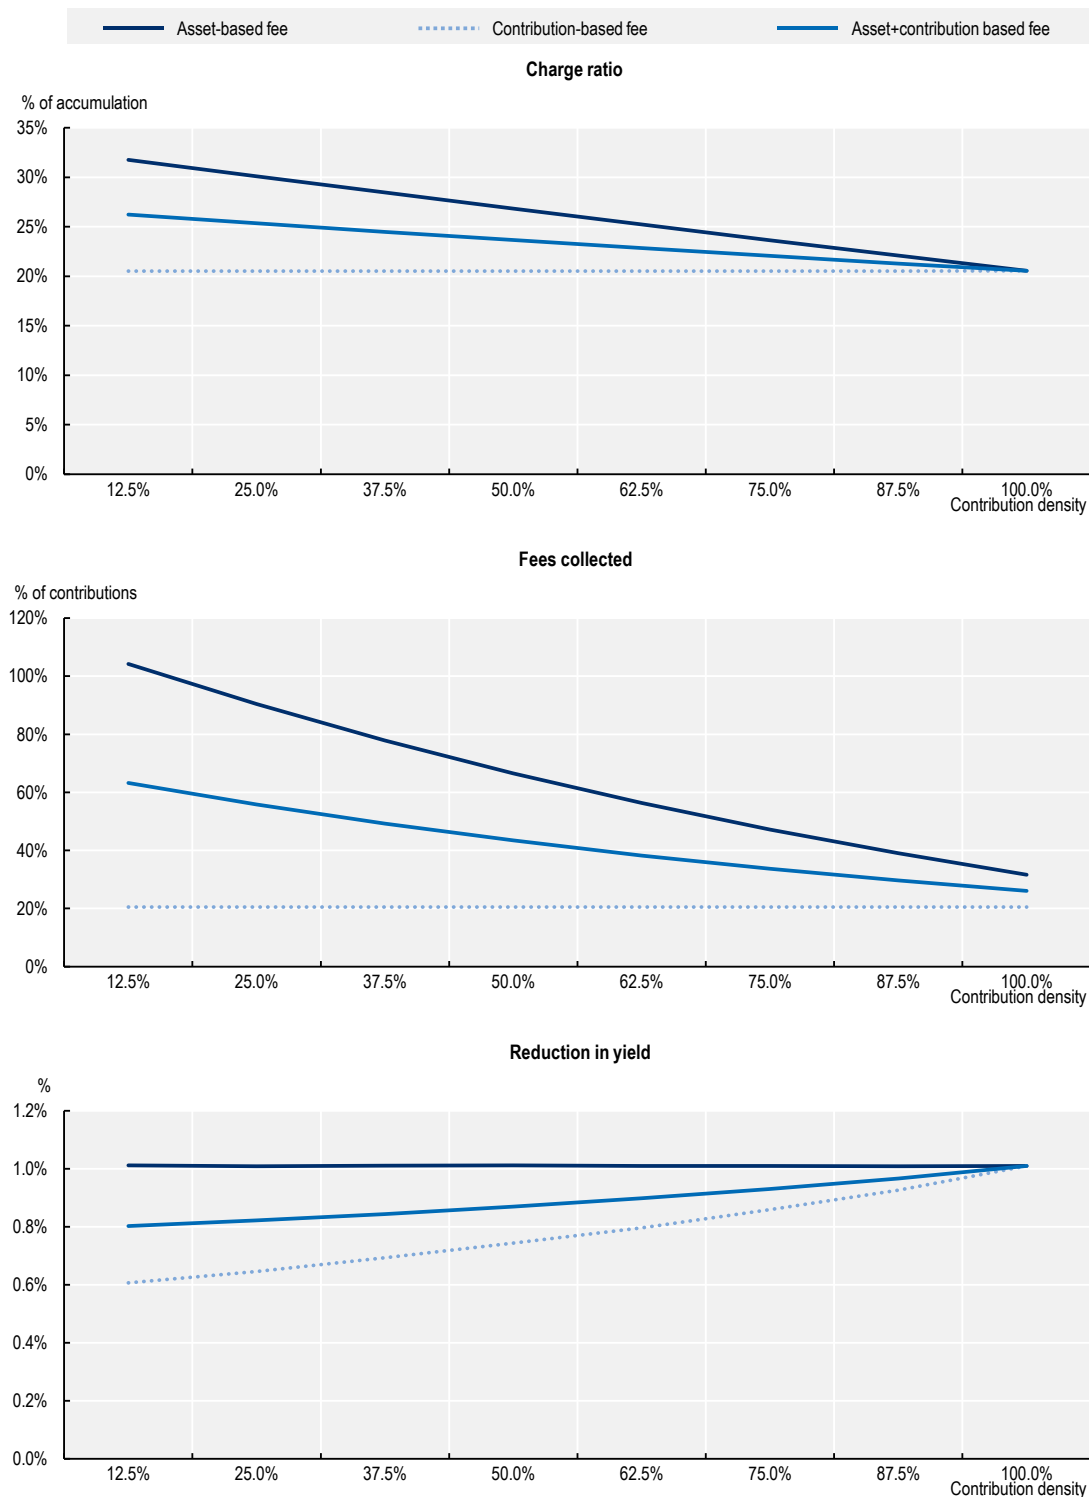 Asset-based fee Contribution-based fee Asset+contribution based fee
Charge ratio
% of accumulation
35%
30%
25%
20%
15%
10%
5%
0%
12.5% 25.0% 37.5% 50.0% 62.5% 75.0% 87.5% 100.0%
Contribution density
Fees collected
% of contributions
120%
100%
80%
60%
40%
20%
0%
12.5% 25.0% 37.5% 50.0% 62.5% 75.0% 87.5% 100.0%
Contribution density
Reduction in yield
%
1.2%
1.0%
0.8%
0.6%
0.4%
0.2%
0.0%
12.5% 25.0% 37.5% 50.0% 62.5% 75.0% 87.5% 100.0%
Contribution density